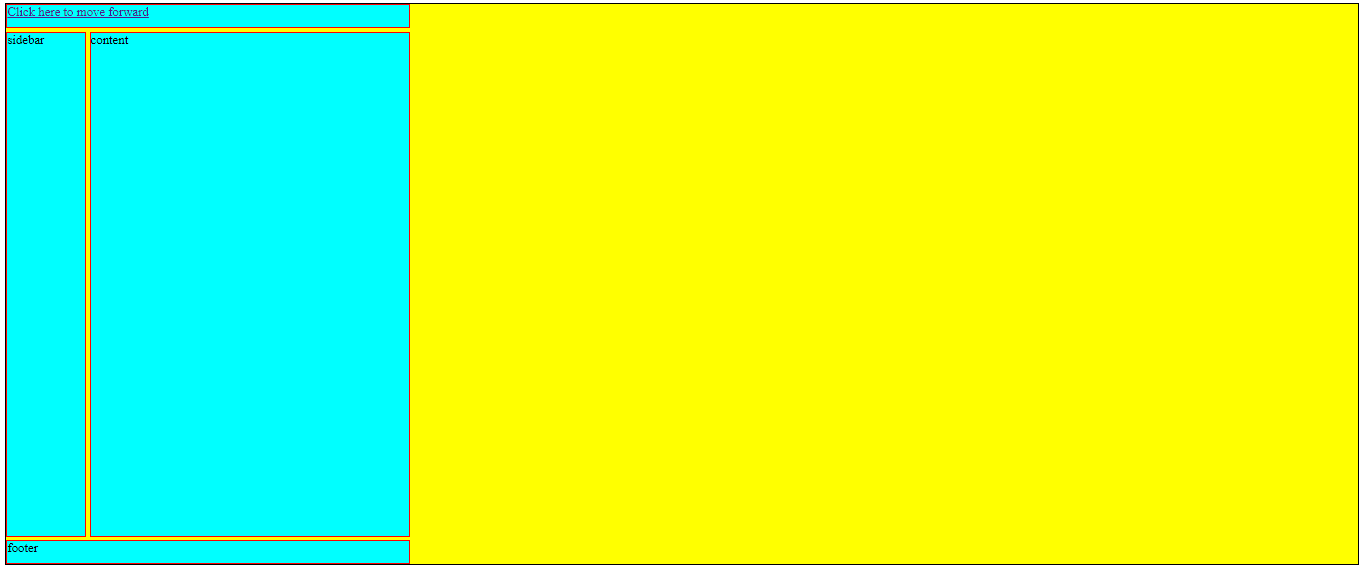 Click here to move forward
sidebar
content
footer